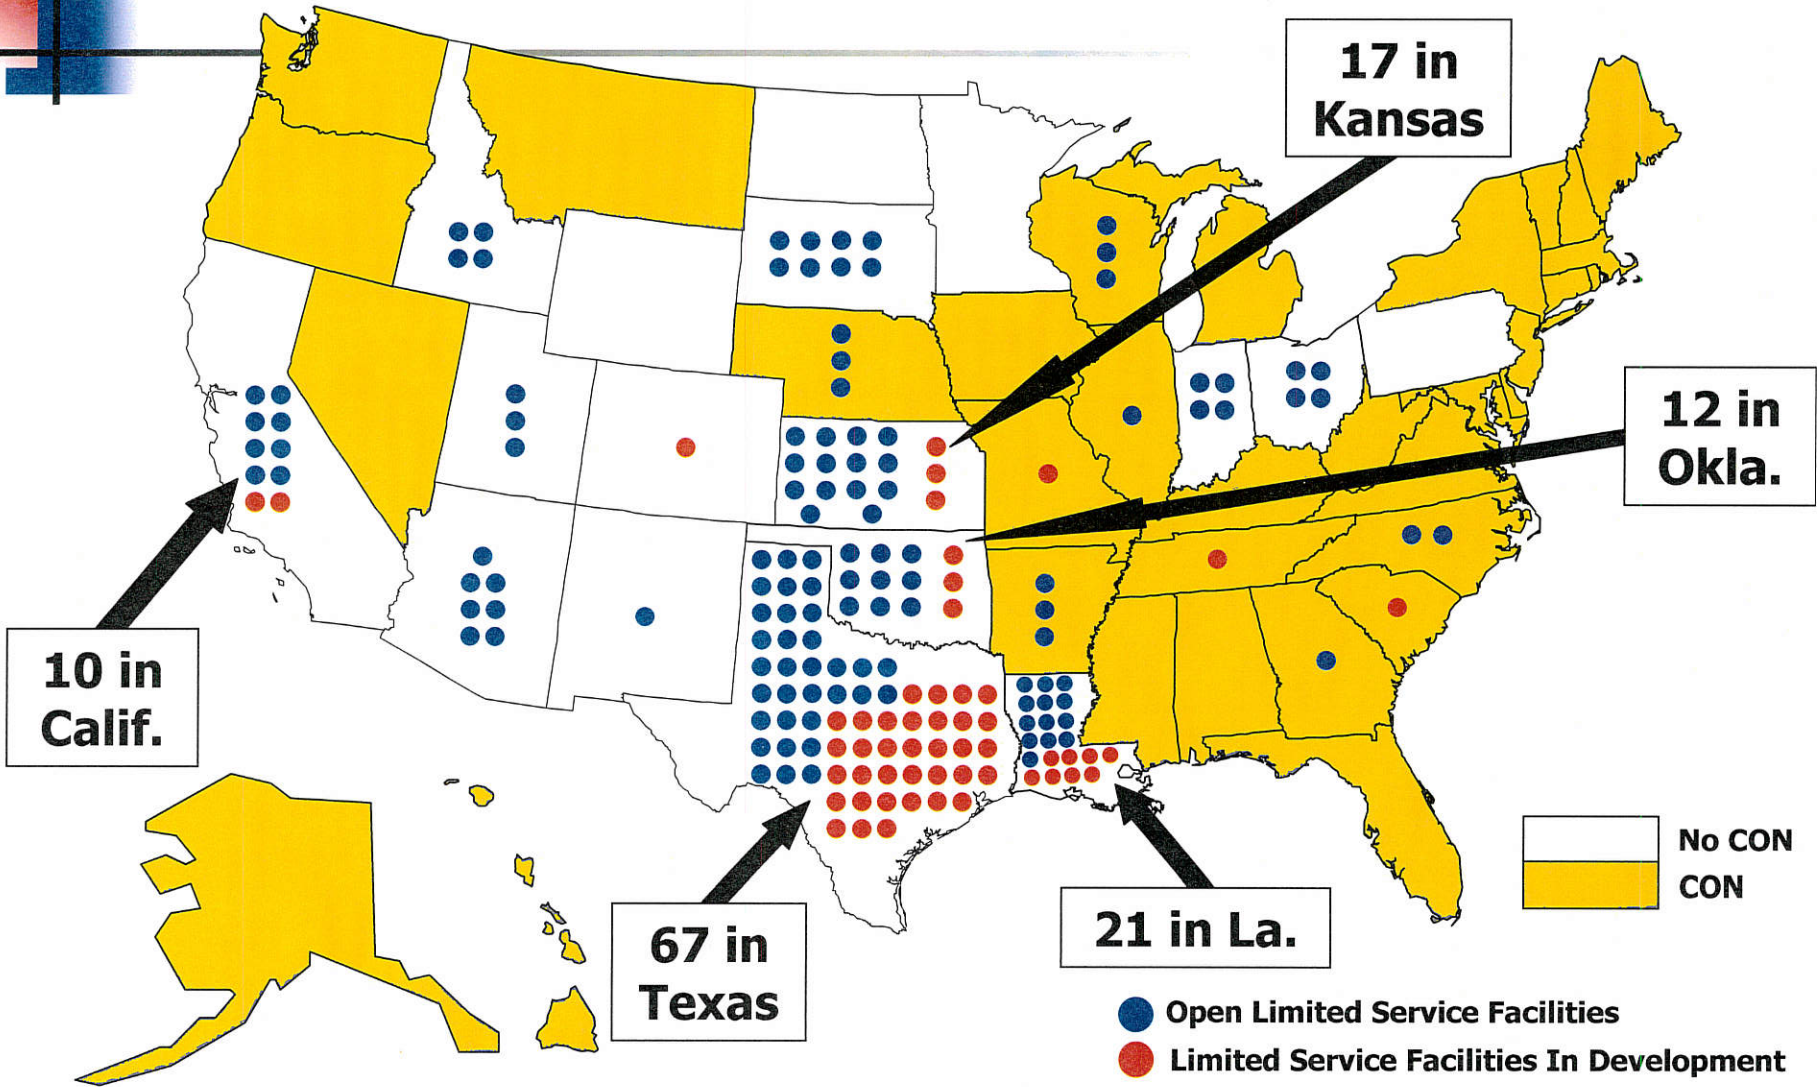 17 in
Kansas
12 in
Okla.
10 in
Calif.
67 in
Texas
21 in La.
No CON
CON
Open Limited Service Facilities
Limited Service Facilities In Development